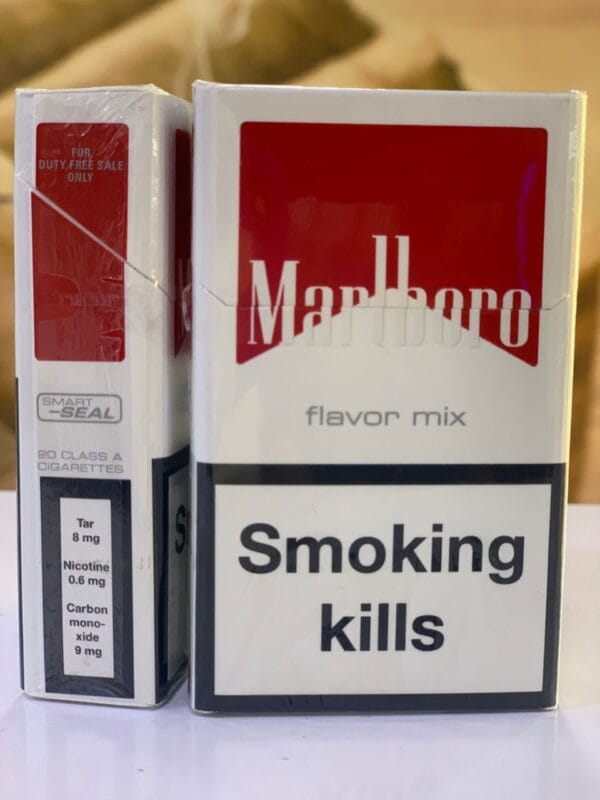 FOR
DUTY FREE SALE
ONLY
SMART
SEAL
20 CLASS A
CIGARETTES
Tar
8 mg
Nicotine
0.6 mg
Carbon
mono-
xide
9 mg
Marlboro
flavor mix
Smoking
kills